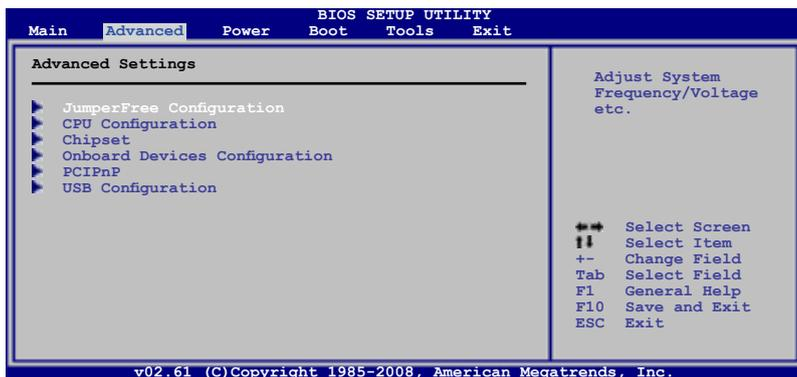 BIOS SETUP UTILITY
Main Advanced Power Boot Tools Exit
Advanced Settings
JumperFree Configuration
CPU Configuration
Chipset
Onboard Devices Configuration
PCIPnP
USB Configuration
Adjust System
Frequency/Voltage
etc.
←→ Select Screen
↑↓ Select Item
+- Change Field
Tab Select Field
F1 General Help
F10 Save and Exit
ESC Exit
v02.61 (C)Copyright 1985-2008, American Megatrends, Inc.